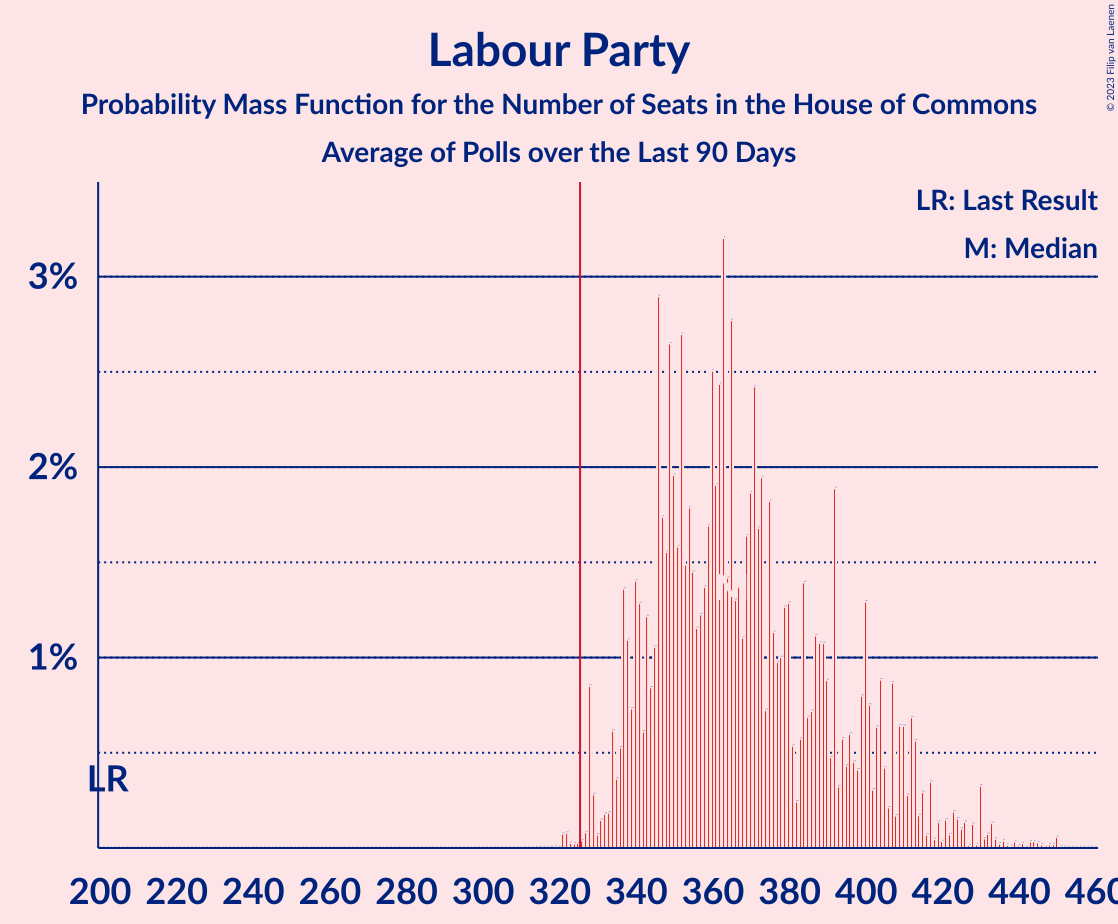 Labour Party
Probability Mass Function for the Number of Seats in the House of Commons
Average of Polls over the Last 90 Days
© 2023 Filip van Laenen
LR: Last Result
M: Median
3%
2%
1%
LR
200 220 240 260 280 300 320 340 360 380 400 420 440 460